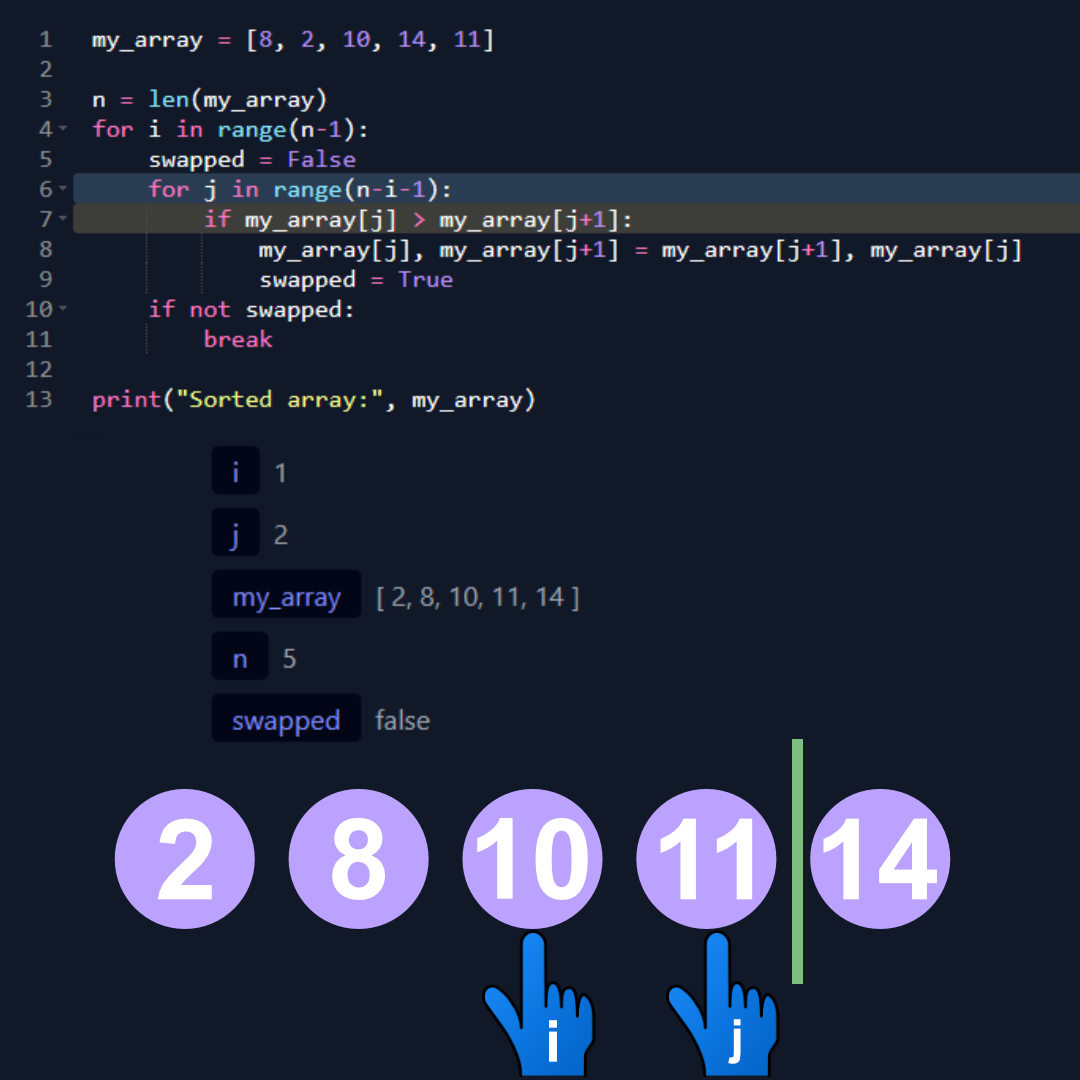 1 my_array = [8, 2, 10, 14, 11]
2
3 n = len(my_array)
4 for i in range(n-1):
5     swapped = False
6     for j in range(n-i-1):
7         if my_array[j] > my_array[j+1]:
8             my_array[j], my_array[j+1] = my_array[j+1], my_array[j]
9             swapped = True
10     if not swapped:
11         break
12
13 print("Sorted array:", my_array)
i 1
j 2
my_array [ 2, 8, 10, 11, 14 ]
n 5
swapped false
2 8 10 11 14
i j